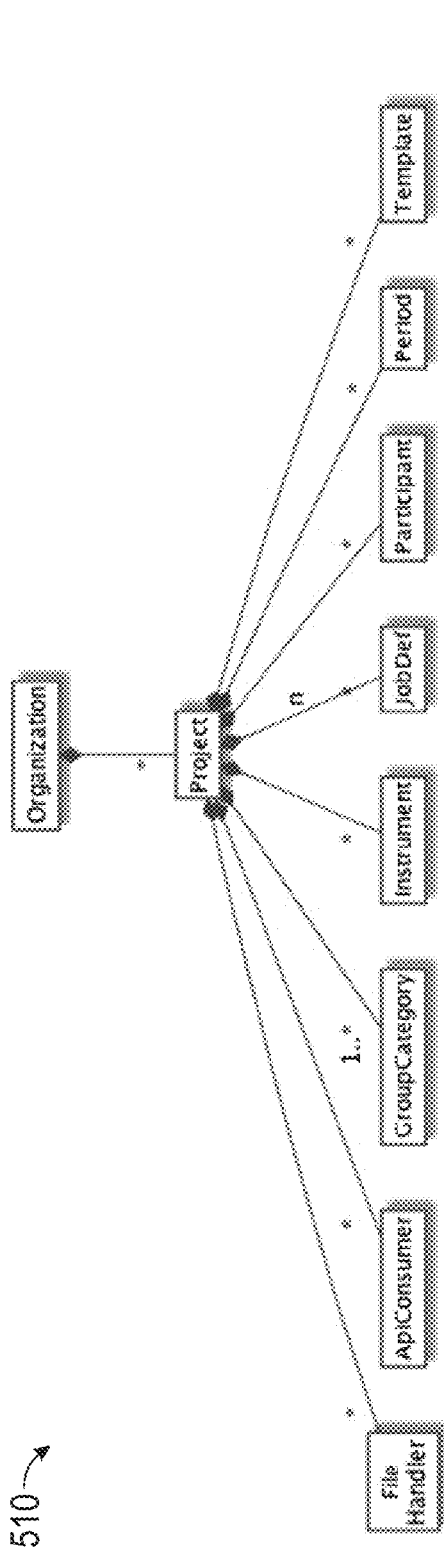 510
Organization
*
Project
n
*
*
1..*
*
*
*
*
*
File
Handler
ApiConsumer
GroupCategory
Instrument
JobDef
Participant
Period
Template